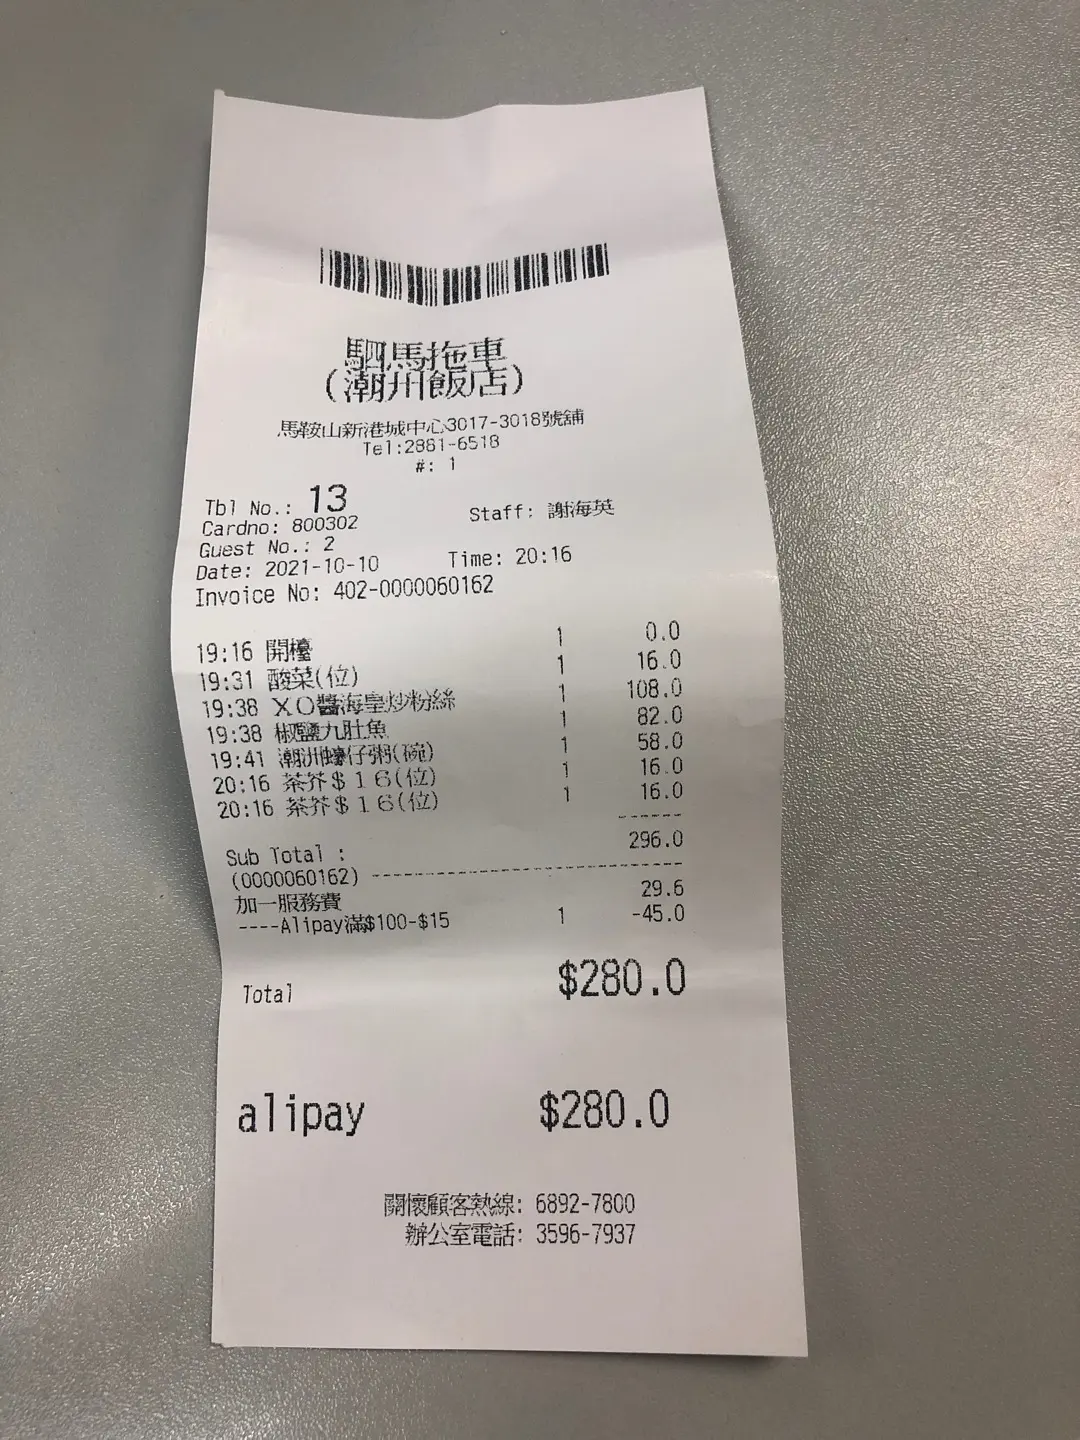 駟馬拖車
(潮州飯店)
馬鞍山新港城中心3017-3018號舖
Tel:2881-6518
#: 1
Tbl No.: 13
Cardno: 800302 Staff: 謝海英
Guest No.: 2
Date: 2021-10-10 Time: 20:16
Invoice No: 402-0000060162
19:16 開檯 1 0.0
19:31 酸菜(位) 1 16.0
19:38 ＸＯ醬海皇炒粉絲 1 108.0
19:38 椒鹽九肚魚 1 82.0
19:41 潮洲蠔仔粥(碗) 1 58.0
20:16 茶芥＄１６(位) 1 16.0
20:16 茶芥＄１６(位) 1 16.0
------
Sub Total : 296.0
(0000060162) --------------------------------
加一服務費 29.6
----Alipay滿$100-$15 1 -45.0
Total $280.0
alipay $280.0
關懷顧客熱線: 6892-7800
辦公室電話: 3596-7937